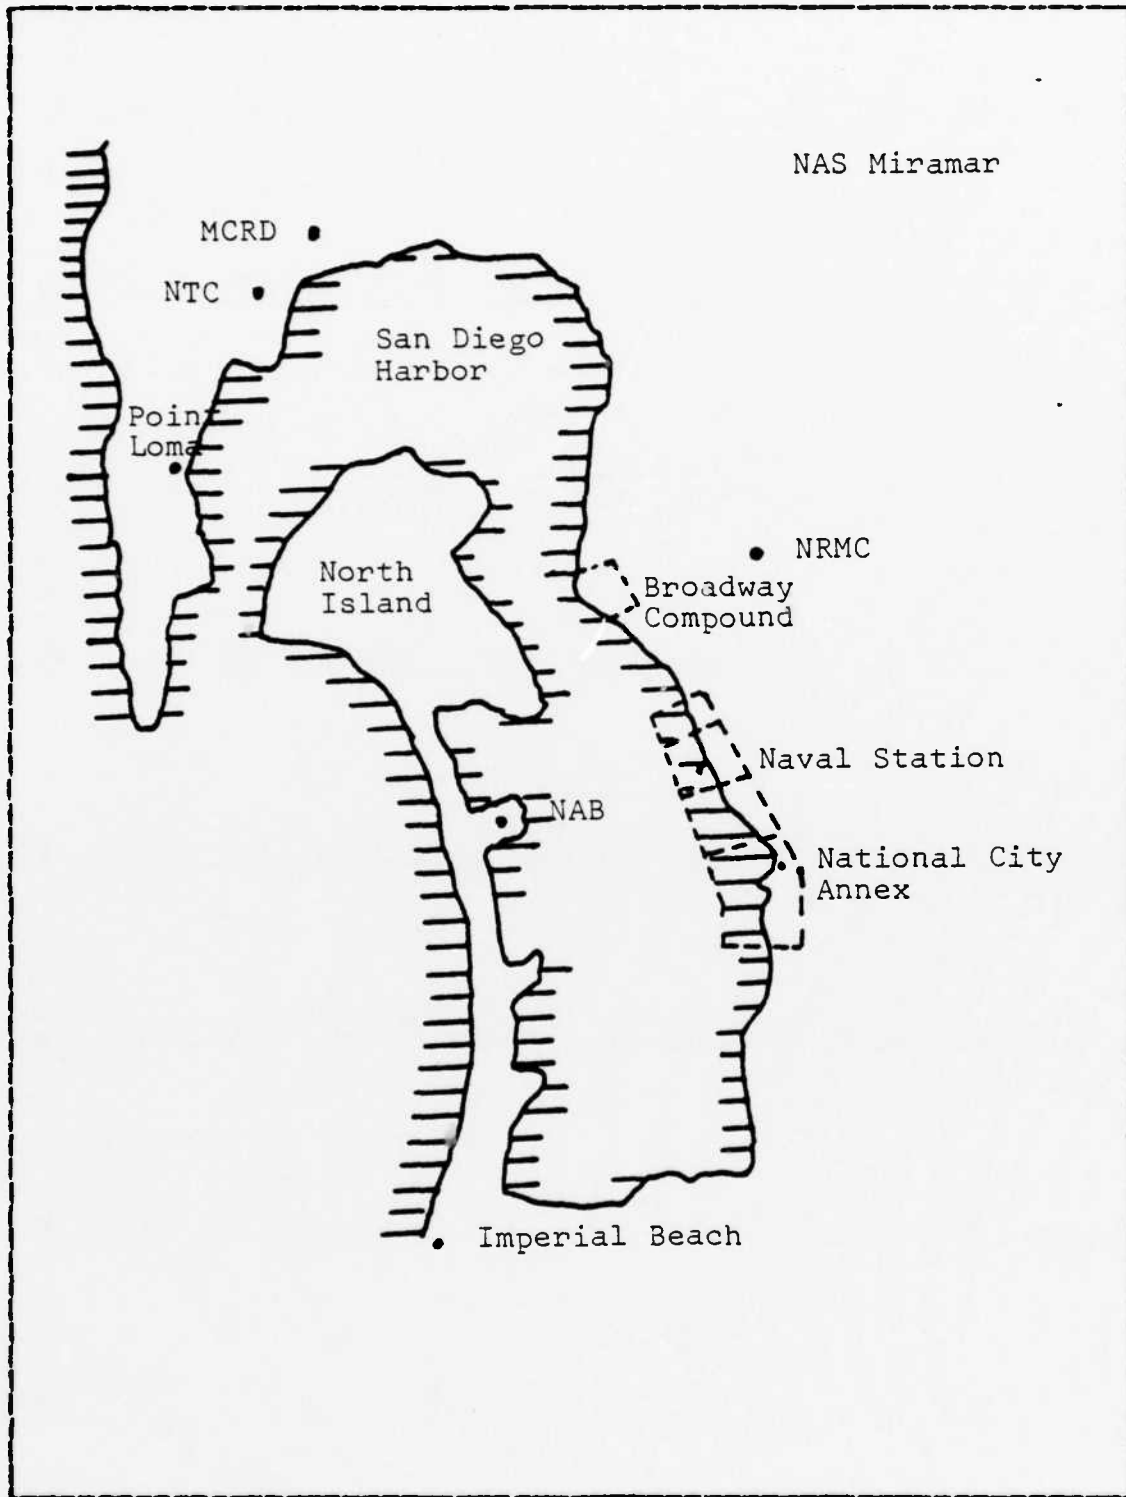 NAS Miramar
MCRD
NTC
San Diego
Harbor
Point
Loma
NRMC
North
Island
Broadway
Compound
Naval Station
NAB
National City
Annex
Imperial Beach